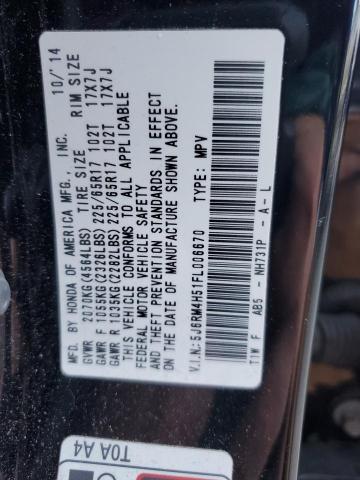 MFD. BY HONDA OF AMERICA MFG., INC. 10/'14
GVWR 2070KG(4564LBS) TIRE SIZE RIM SIZE
GAWR F 1055KG(2326LBS) 225/65R17 102T 17X7J
GAWR R 1035KG(2282LBS) 225/65R17 102T 17X7J
THIS VEHICLE CONFORMS TO ALL APPLICABLE
FEDERAL MOTOR VEHICLE SAFETY
AND THEFT PREVENTION STANDARDS IN EFFECT
ON THE DATE OF MANUFACTURE SHOWN ABOVE.
V.I.N.: 5J6RM4H51FL006670 TYPE: MPV
T1W F AB5 - NH731P - A - L
T0A A4